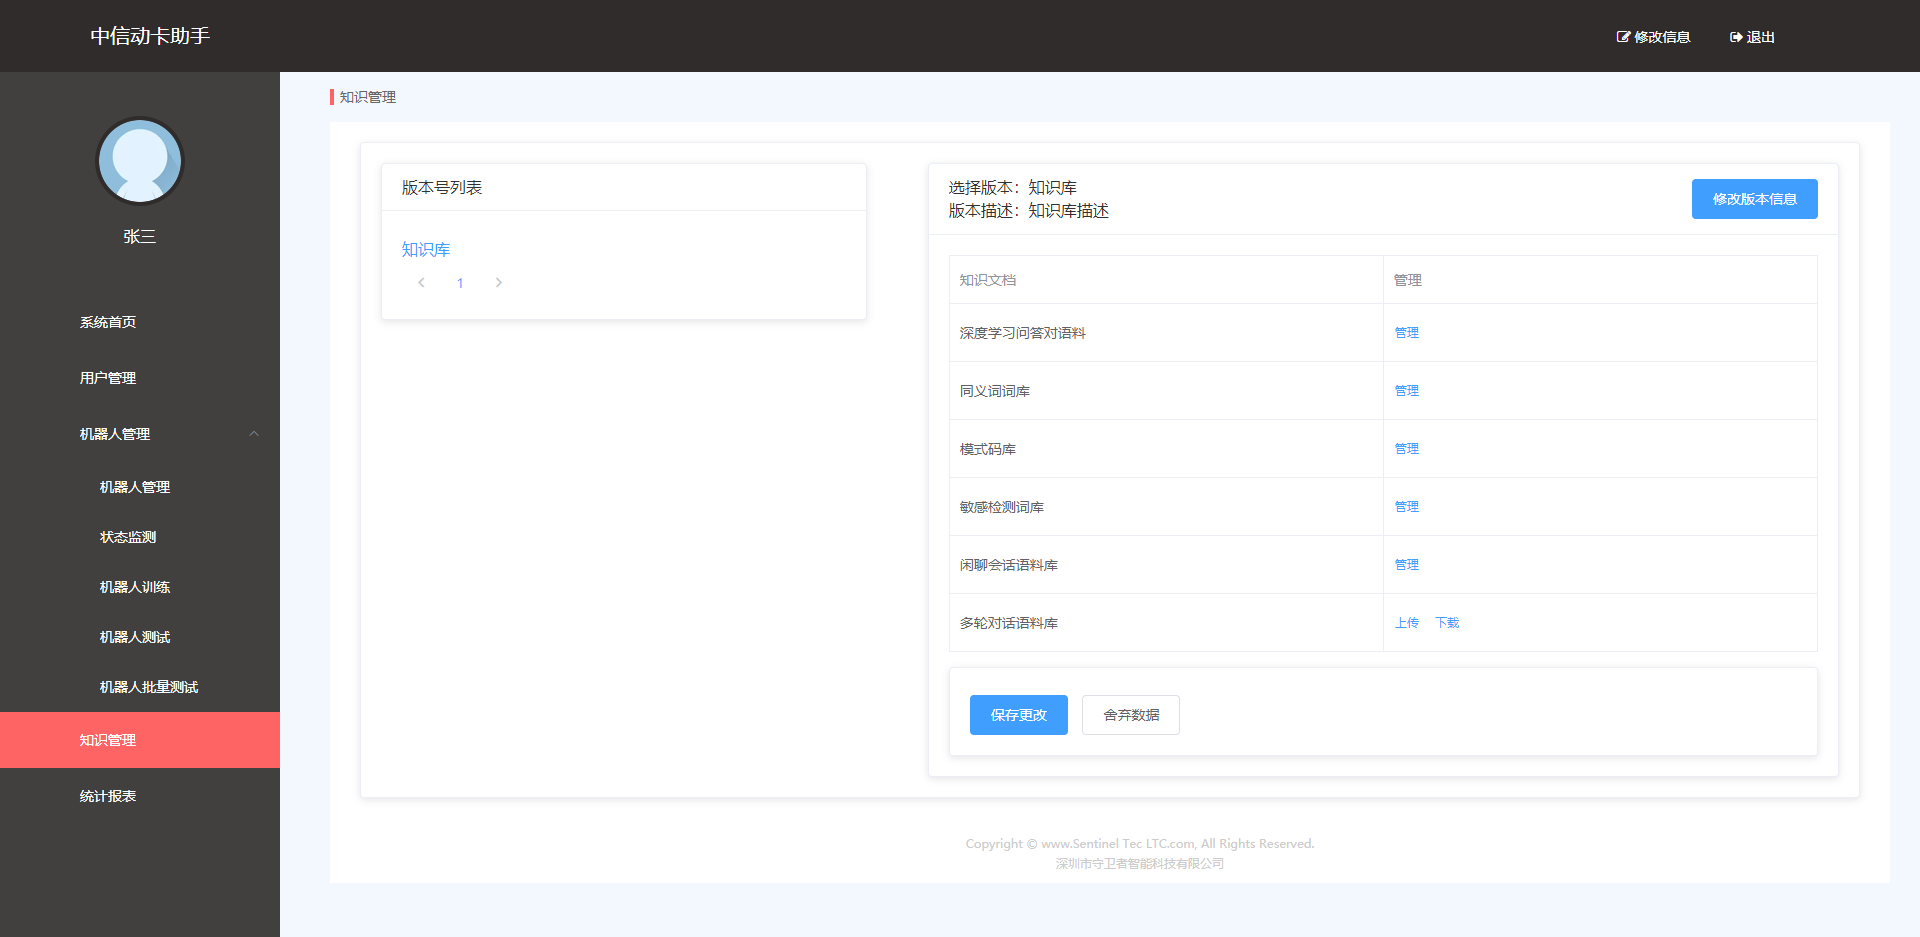 中信动卡助手
修改信息
退出
张三
系统首页
用户管理
机器人管理
机器人管理
状态监测
机器人训练
机器人测试
机器人批量测试
知识管理
统计报表
知识管理
版本号列表
知识库
1
选择版本：知识库
版本描述：知识库描述
修改版本信息
知识文档 管理
深度学习问答对语料 管理
同义词词库 管理
模式码库 管理
敏感检测词库 管理
闲聊会话语料库 管理
多轮对话语料库 上传 下载
保存更改 舍弃数据
Copyright © www.Sentinel Tec LTC.com, All Rights Reserved.
深圳市守卫者智能科技有限公司